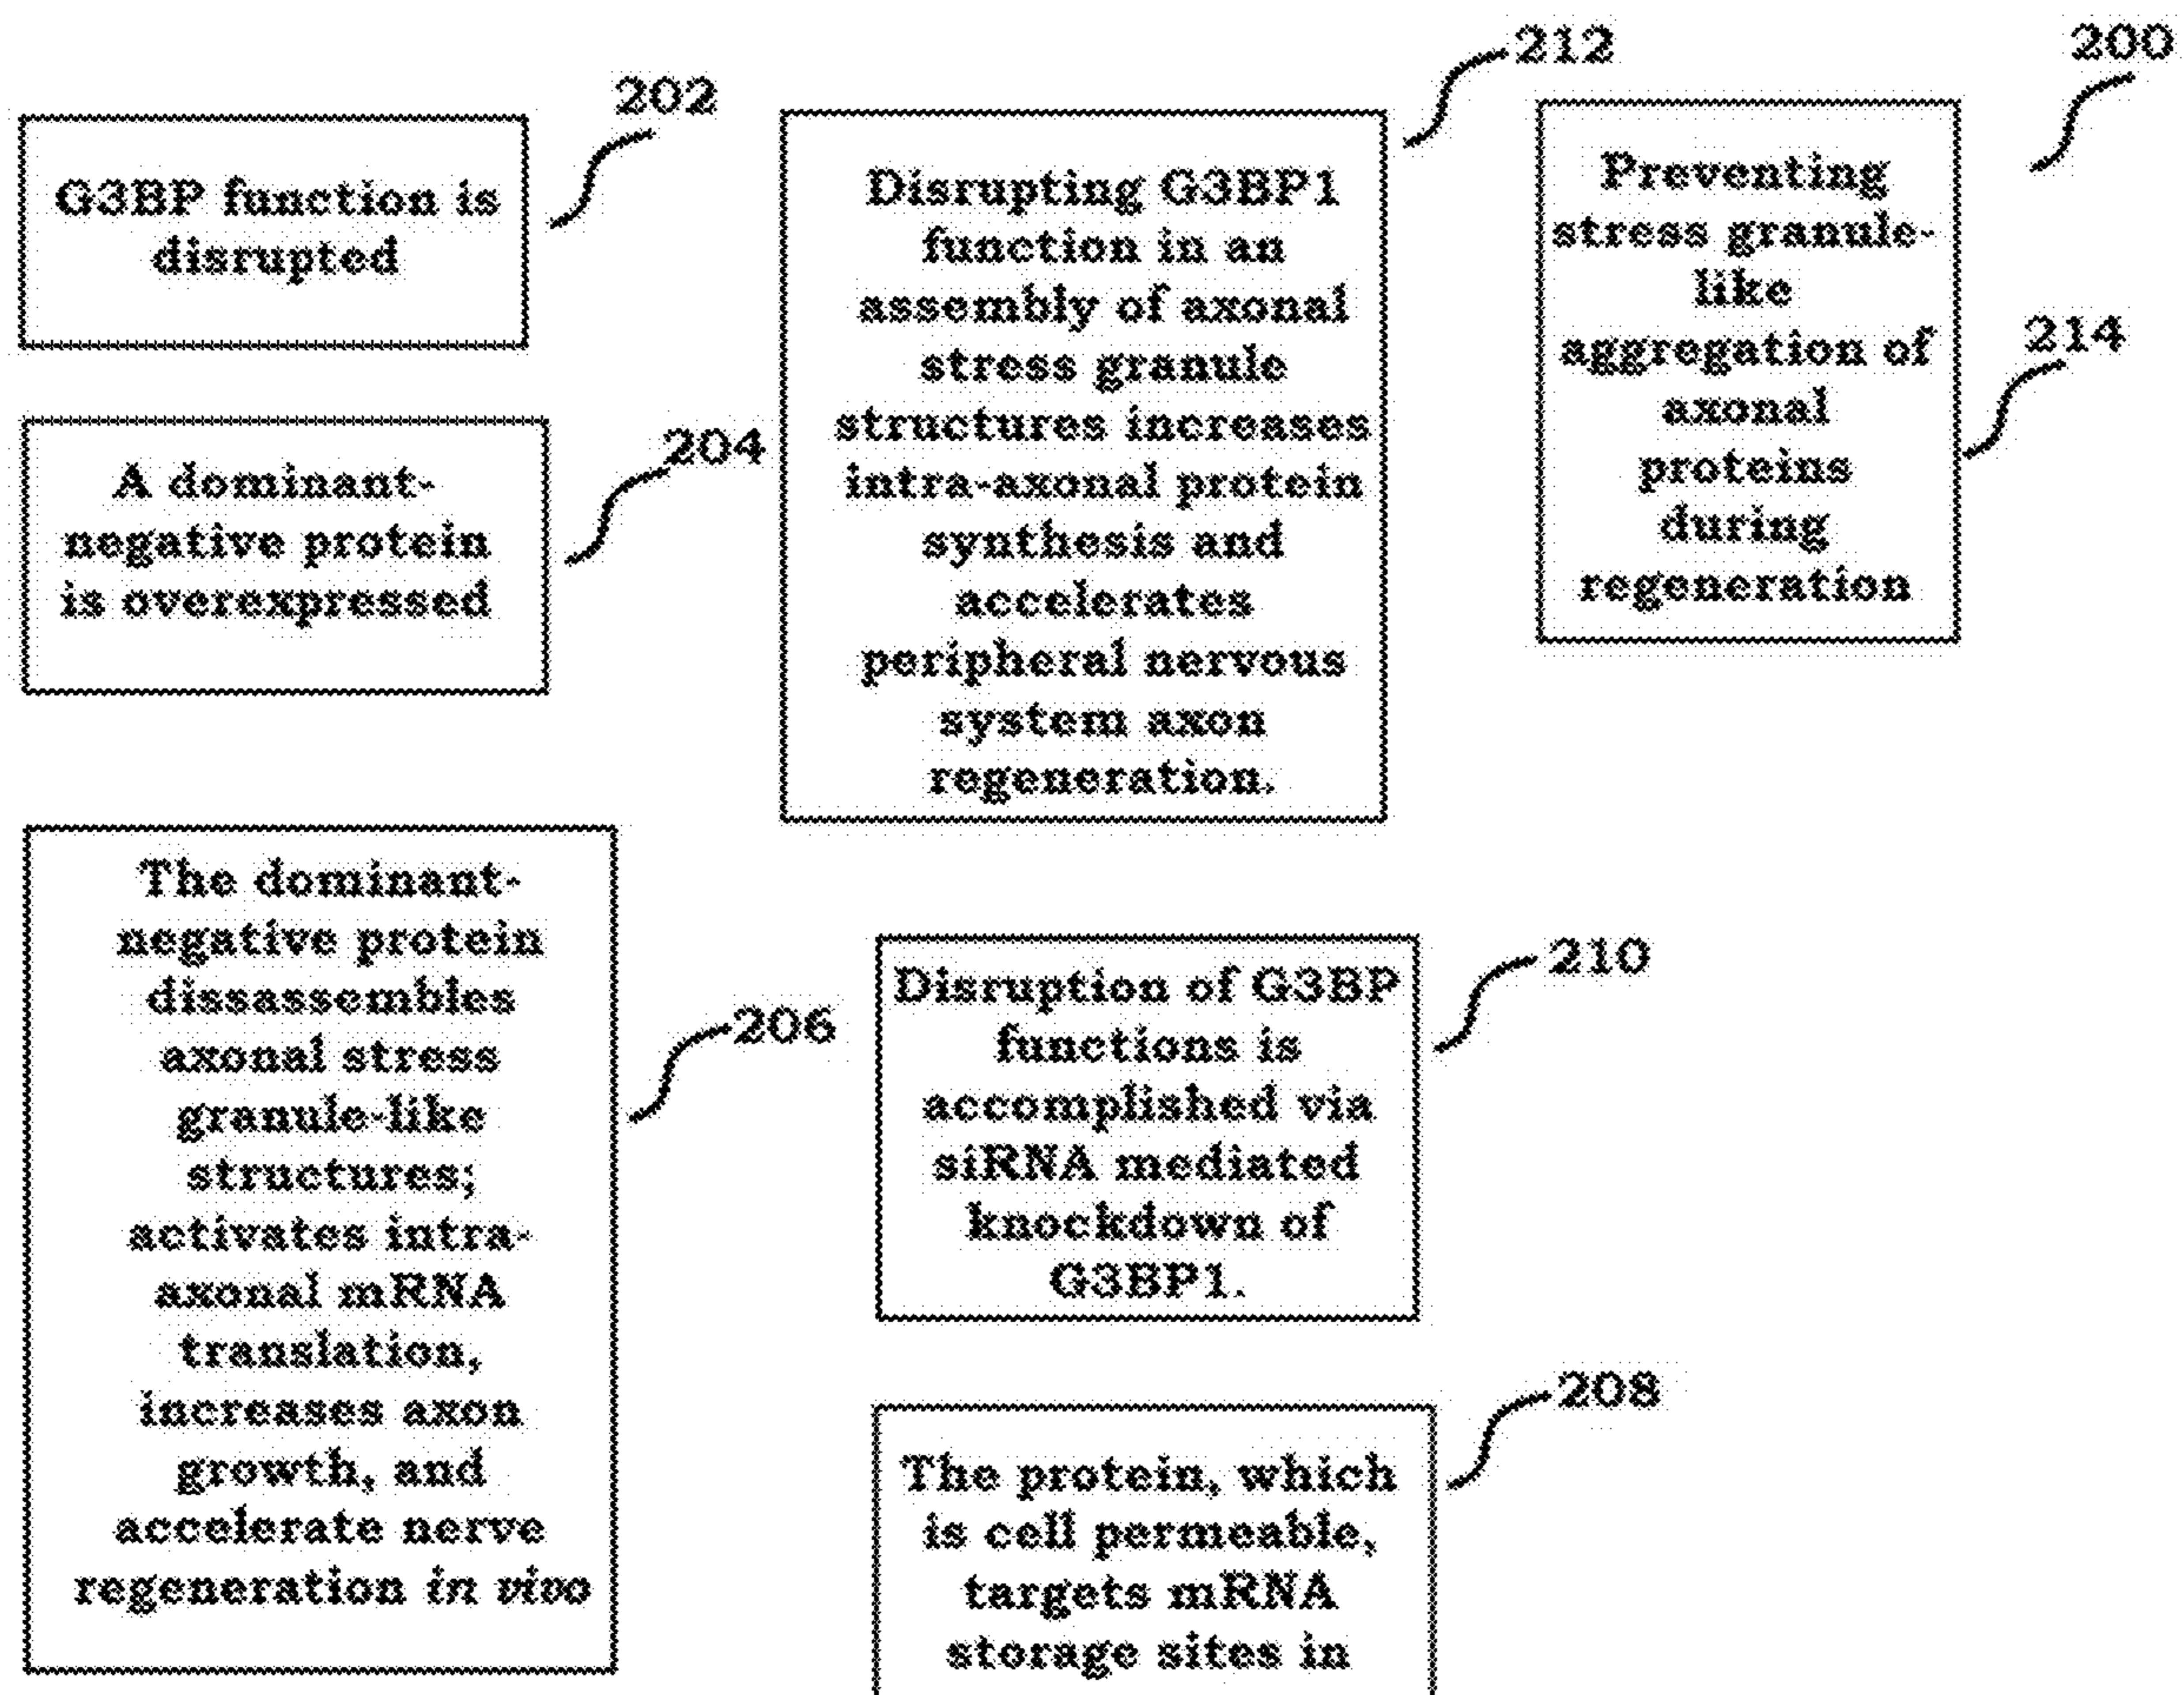 200
202
G3BP function is
disrupted
204
A dominant-
negative protein
is overexpressed
206
The dominant-
negative protein
dissassembles
axonal stress
granule-like
structures;
activates intra-
axonal mRNA
translation,
increases axon
growth, and
accelerate nerve
regeneration in vivo
212
Disrupting G3BP1
function in an
assembly of axonal
stress granule
structures increases
intra-axonal protein
synthesis and
accelerates
peripheral nervous
system axon
regeneration.
210
Disruption of G3BP
functions is
accomplished via
siRNA mediated
knockdown of
G3BP1.
208
The protein, which
is cell permeable,
targets mRNA
storage sites in
214
Preventing
stress granule-
like
aggregation of
axonal
proteins
during
regeneration